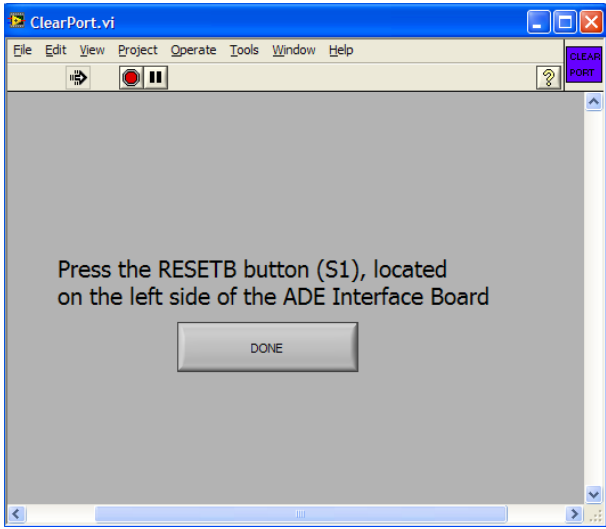 ClearPort.vi
File Edit View Project Operate Tools Window Help
CLEAR
PORT
?
Press the RESETB button (S1), located
on the left side of the ADE Interface Board
DONE